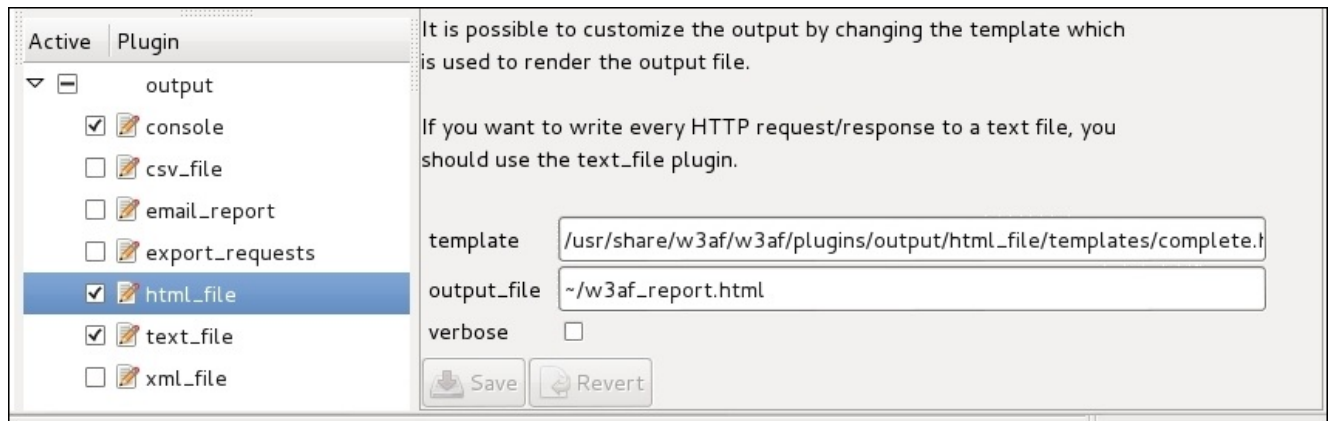 Active Plugin
output
console
csv_file
email_report
export_requests
html_file
text_file
xml_file
It is possible to customize the output by changing the template which
is used to render the output file.
If you want to write every HTTP request/response to a text file, you
should use the text_file plugin.
template /usr/share/w3af/w3af/plugins/output/html_file/templates/complete.h
output_file ~/w3af_report.html
verbose
Save Revert